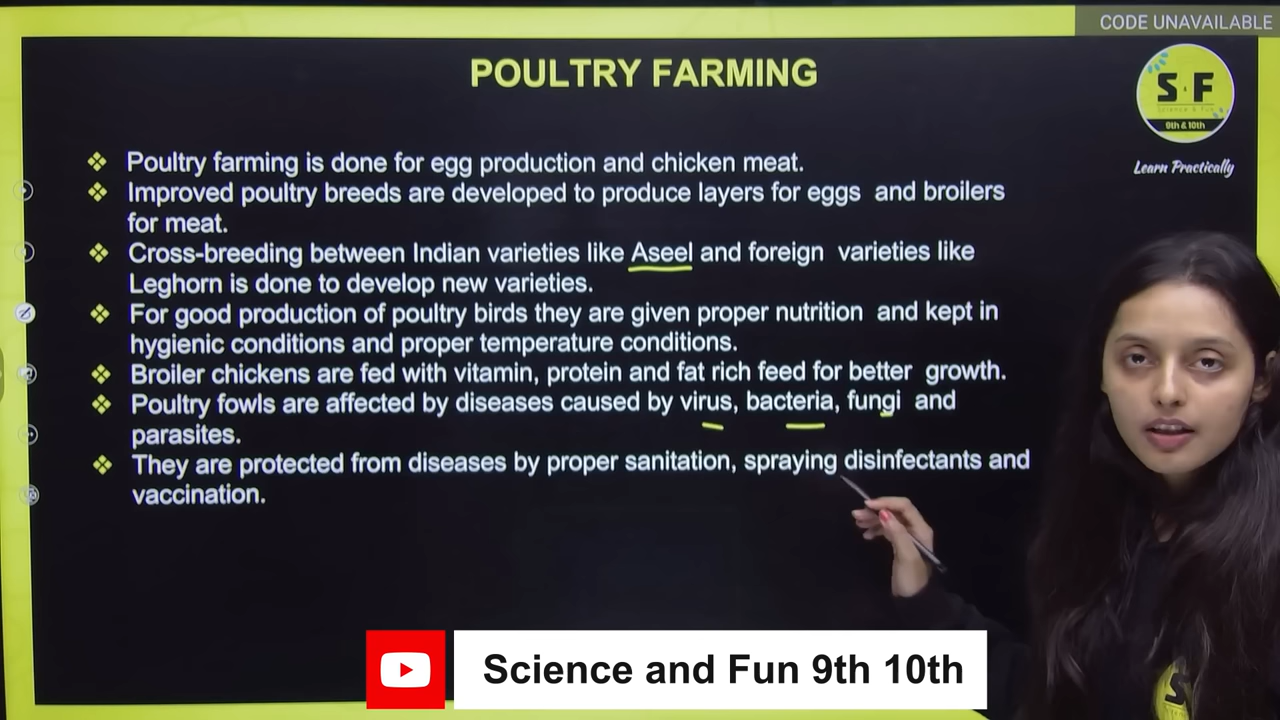 CODE UNAVAILABLE
POULTRY FARMING
S F
Science & Fun
9th & 10th
Learn Practically
Poultry farming is done for egg production and chicken meat.
Improved poultry breeds are developed to produce layers for eggs and broilers
for meat.
Cross-breeding between Indian varieties like Aseel and foreign varieties like
Leghorn is done to develop new varieties.
For good production of poultry birds they are given proper nutrition and kept in
hygienic conditions and proper temperature conditions.
Broiler chickens are fed with vitamin, protein and fat rich feed for better growth.
Poultry fowls are affected by diseases caused by virus, bacteria, fungi and
parasites.
They are protected from diseases by proper sanitation, spraying disinfectants and
vaccination.
Science and Fun 9th 10th
S